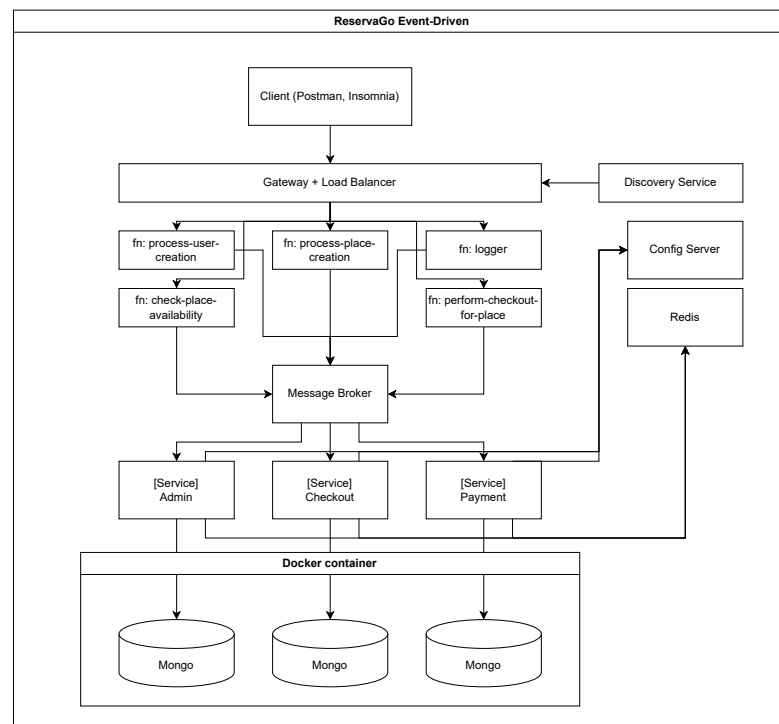 ReservaGo Event-Driven
Client (Postman, Insomnia)
Gateway + Load Balancer
Discovery Service
fn: process-user-
creation
fn: process-place-
creation
fn: logger
Config Server
fn: check-place-
availability
fn: perform-checkout-
for-place
Redis
Message Broker
[Service]
Admin
[Service]
Checkout
[Service]
Payment
Docker container
Mongo
Mongo
Mongo